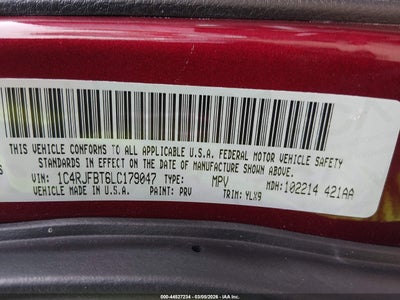 THIS VEHICLE CONFORMS TO ALL APPLICABLE U.S.A. FEDERAL MOTOR VEHICLE SAFETY
STANDARDS IN EFFECT ON THE DATE OF MANUFACTURE SHOWN ABOVE.
VIN: 1C4RJFBT6LC179047 TYPE: MPV MDH:102214 421AA
VEHICLE MADE IN U.S.A. PAINT: PRV TRIM: YLX9
000-44527234 - 03/05/2026 - IAA Inc.